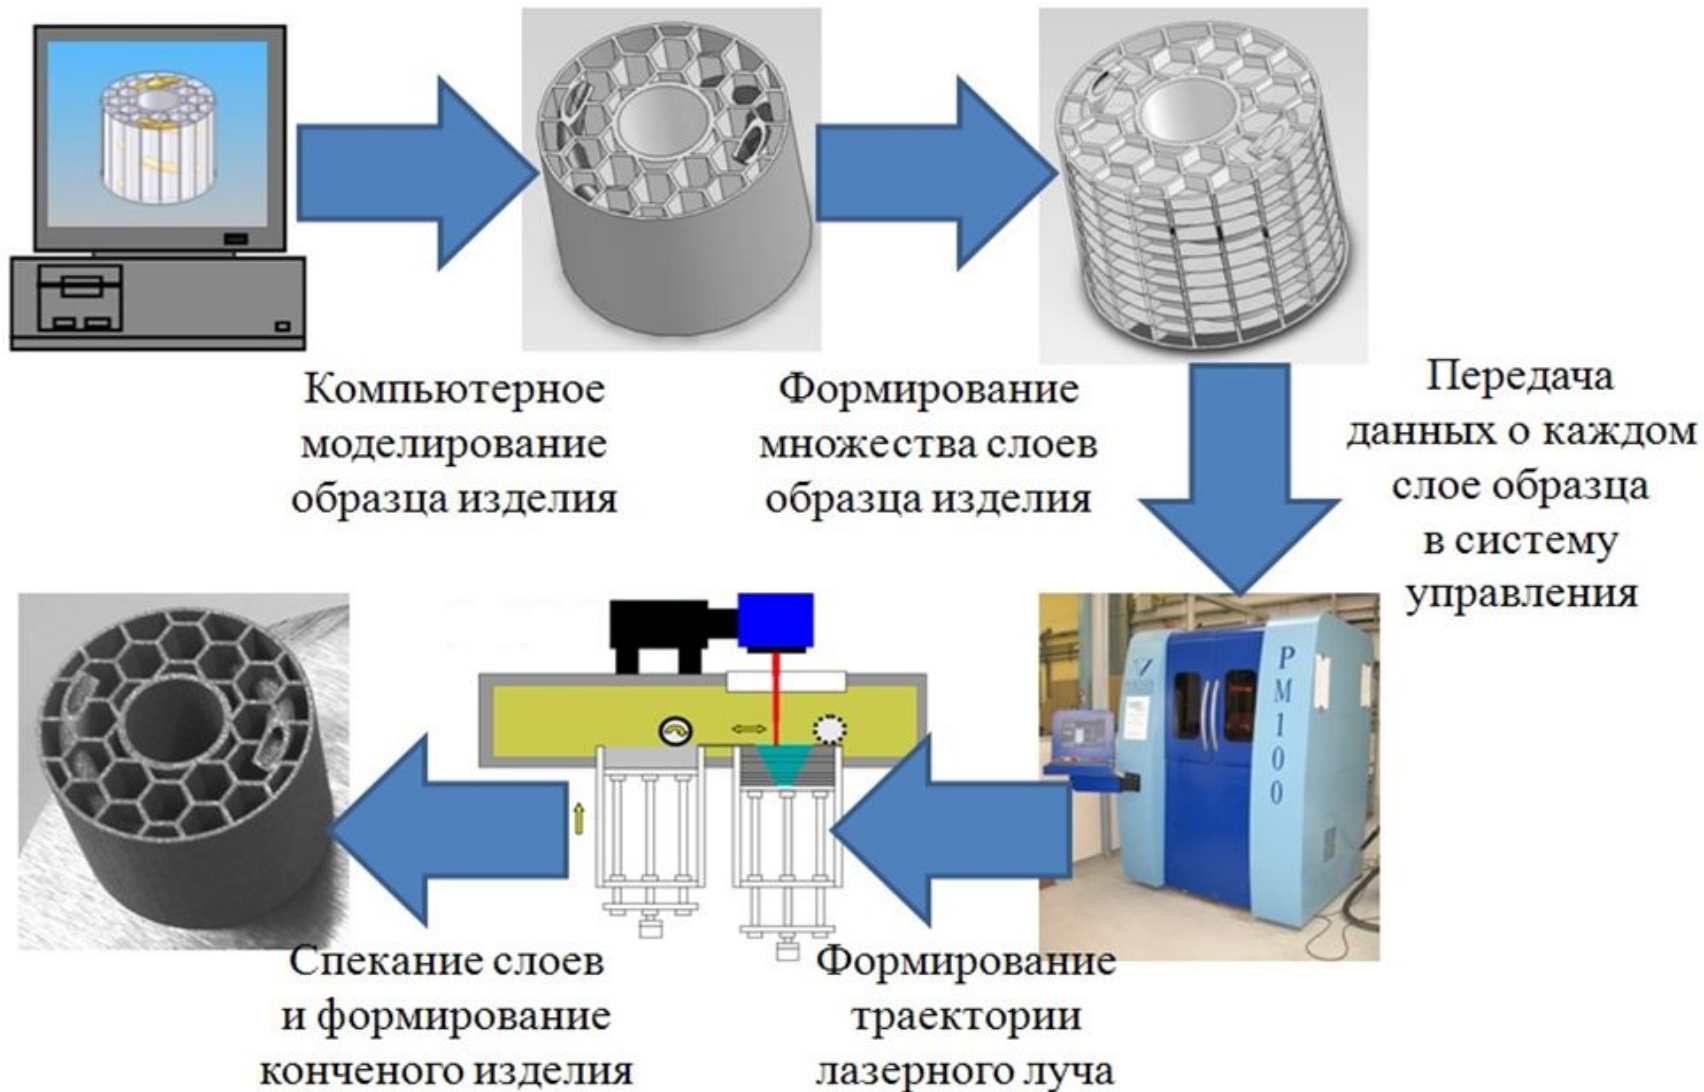 Компьютерное
моделирование
образца изделия
Формирование
множества слоев
образца изделия
Передача
данных о каждом
слое образца
в систему
управления
PM100
Формирование
траектории
лазерного луча
Спекание слоев
и формирование
конченого изделия